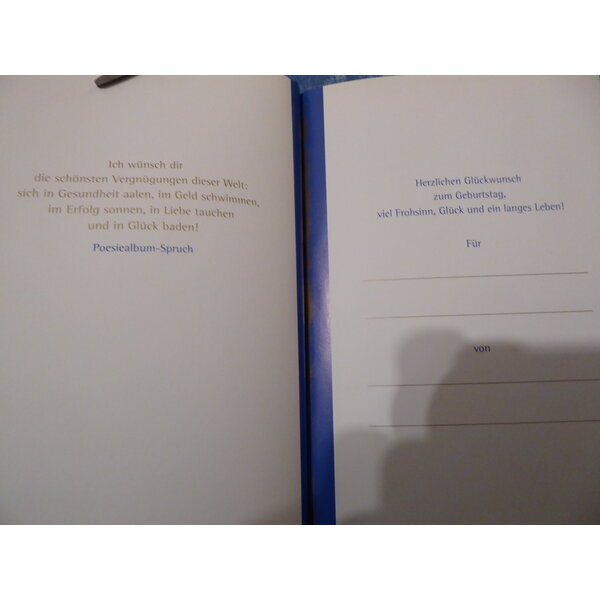 Ich wünsch dir
die schönsten Vergnügungen dieser Welt:
sich in Gesundheit aalen, im Geld schwimmen,
im Erfolg sonnen, in Liebe tauchen
und in Glück baden!
Poesiealbum-Spruch
Herzlichen Glückwunsch
zum Geburtstag,
viel Frohsinn, Glück und ein langes Leben!
Für
von